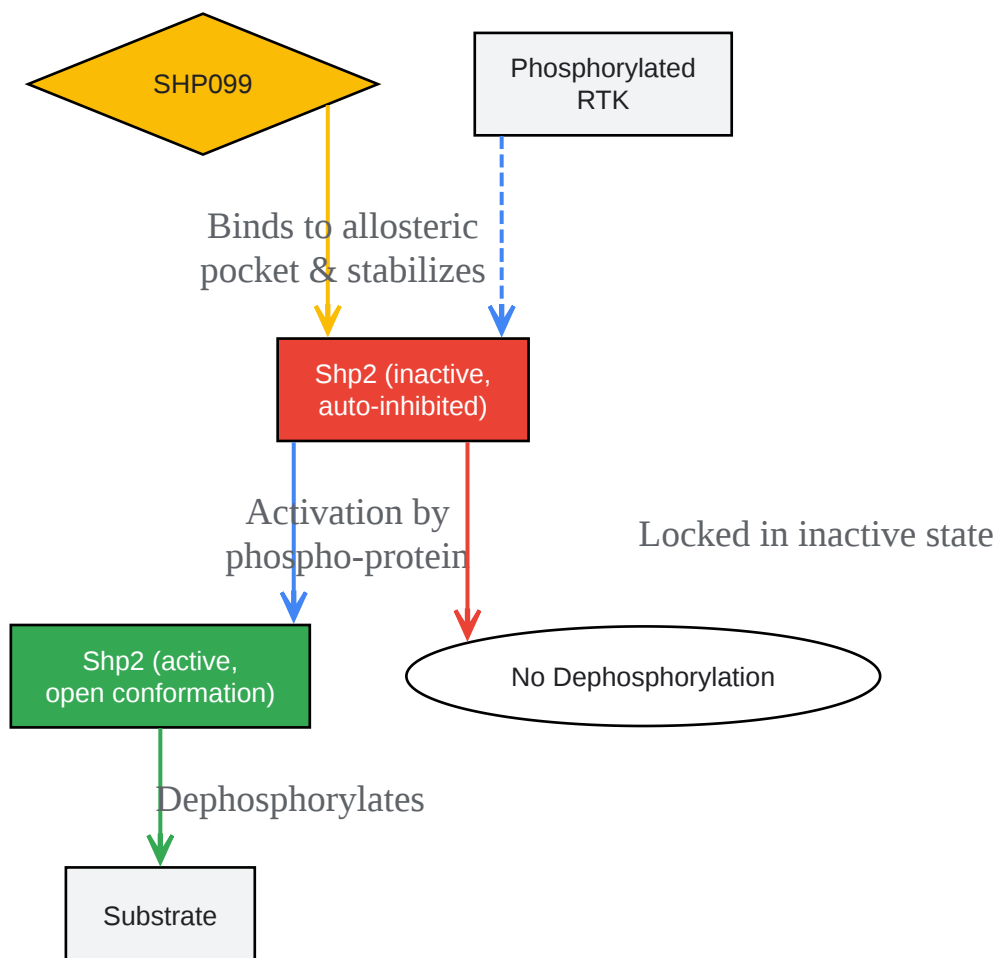 SHP099
Phosphorylated
RTK
Binds to allosteric
pocket & stabilizes
Shp2 (inactive,
auto-inhibited)
Activation by
phospho-protein
Locked in inactive state
Shp2 (active,
open conformation)
No Dephosphorylation
Dephosphorylates
Substrate